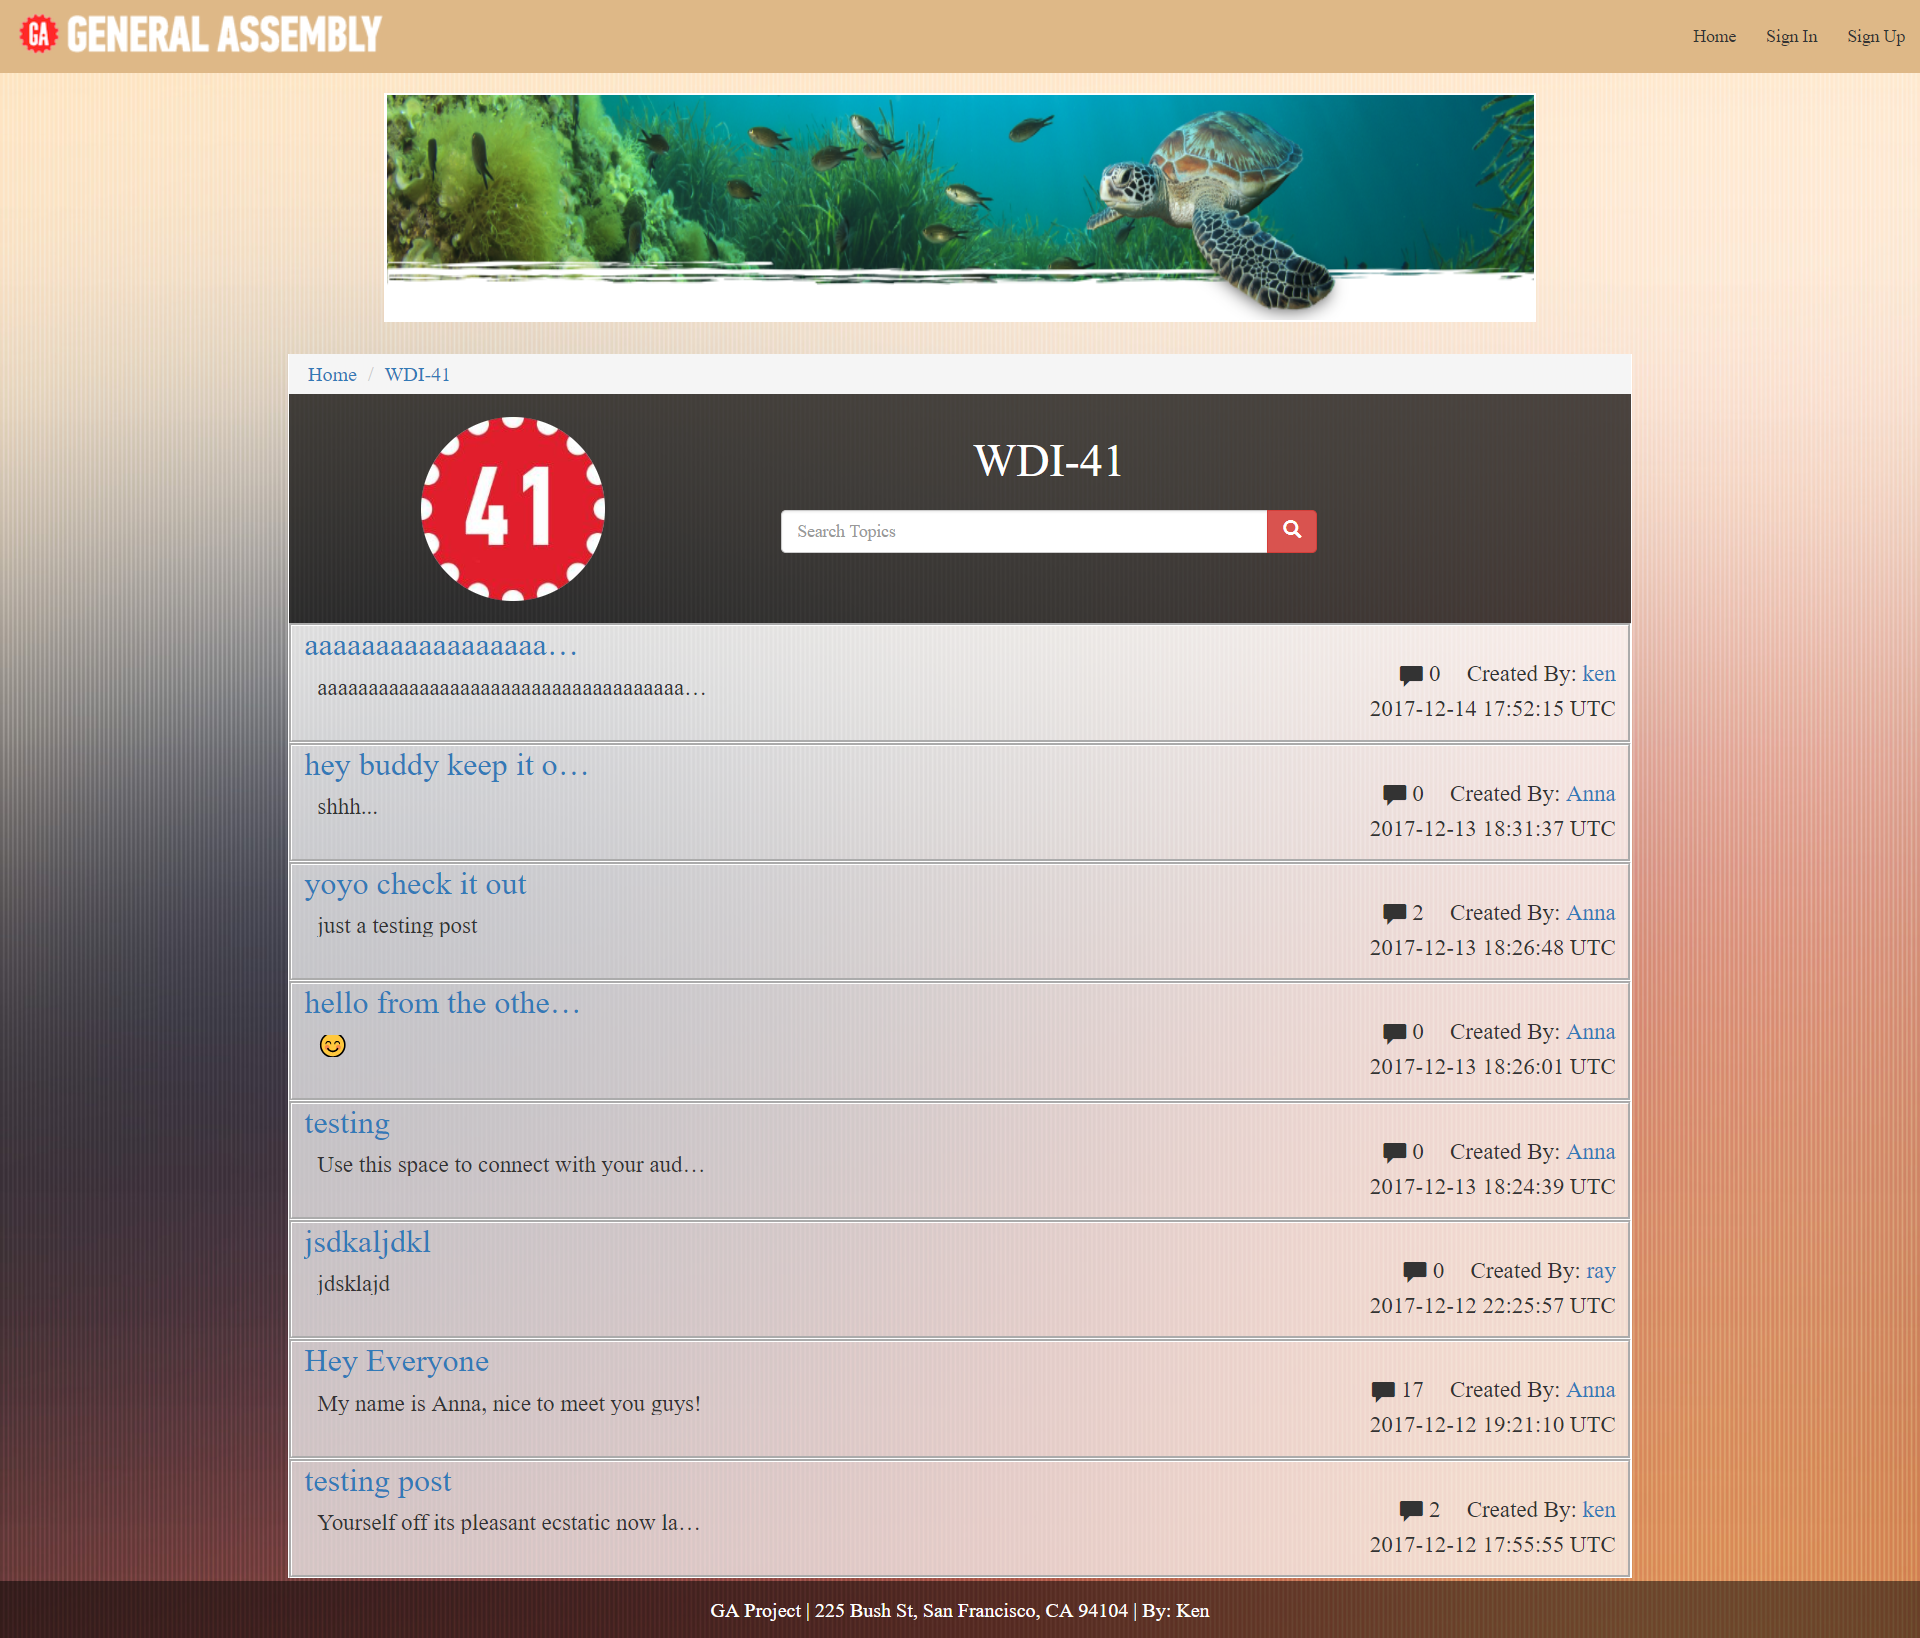 GA GENERAL ASSEMBLY
Home Sign In Sign Up
Home / WDI-41
41
WDI-41
Search Topics
aaaaaaaaaaaaaaaaa…
aaaaaaaaaaaaaaaaaaaaaaaaaaaaaaaaaaaa…
0 Created By: ken
2017-12-14 17:52:15 UTC
hey buddy keep it o…
shhh...
0 Created By: Anna
2017-12-13 18:31:37 UTC
yoyo check it out
just a testing post
2 Created By: Anna
2017-12-13 18:26:48 UTC
hello from the othe…
😊
0 Created By: Anna
2017-12-13 18:26:01 UTC
testing
Use this space to connect with your aud…
0 Created By: Anna
2017-12-13 18:24:39 UTC
jsdkaljdkl
jdsklajd
0 Created By: ray
2017-12-12 22:25:57 UTC
Hey Everyone
My name is Anna, nice to meet you guys!
17 Created By: Anna
2017-12-12 19:21:10 UTC
testing post
Yourself off its pleasant ecstatic now la…
2 Created By: ken
2017-12-12 17:55:55 UTC
GA Project | 225 Bush St, San Francisco, CA 94104 | By: Ken